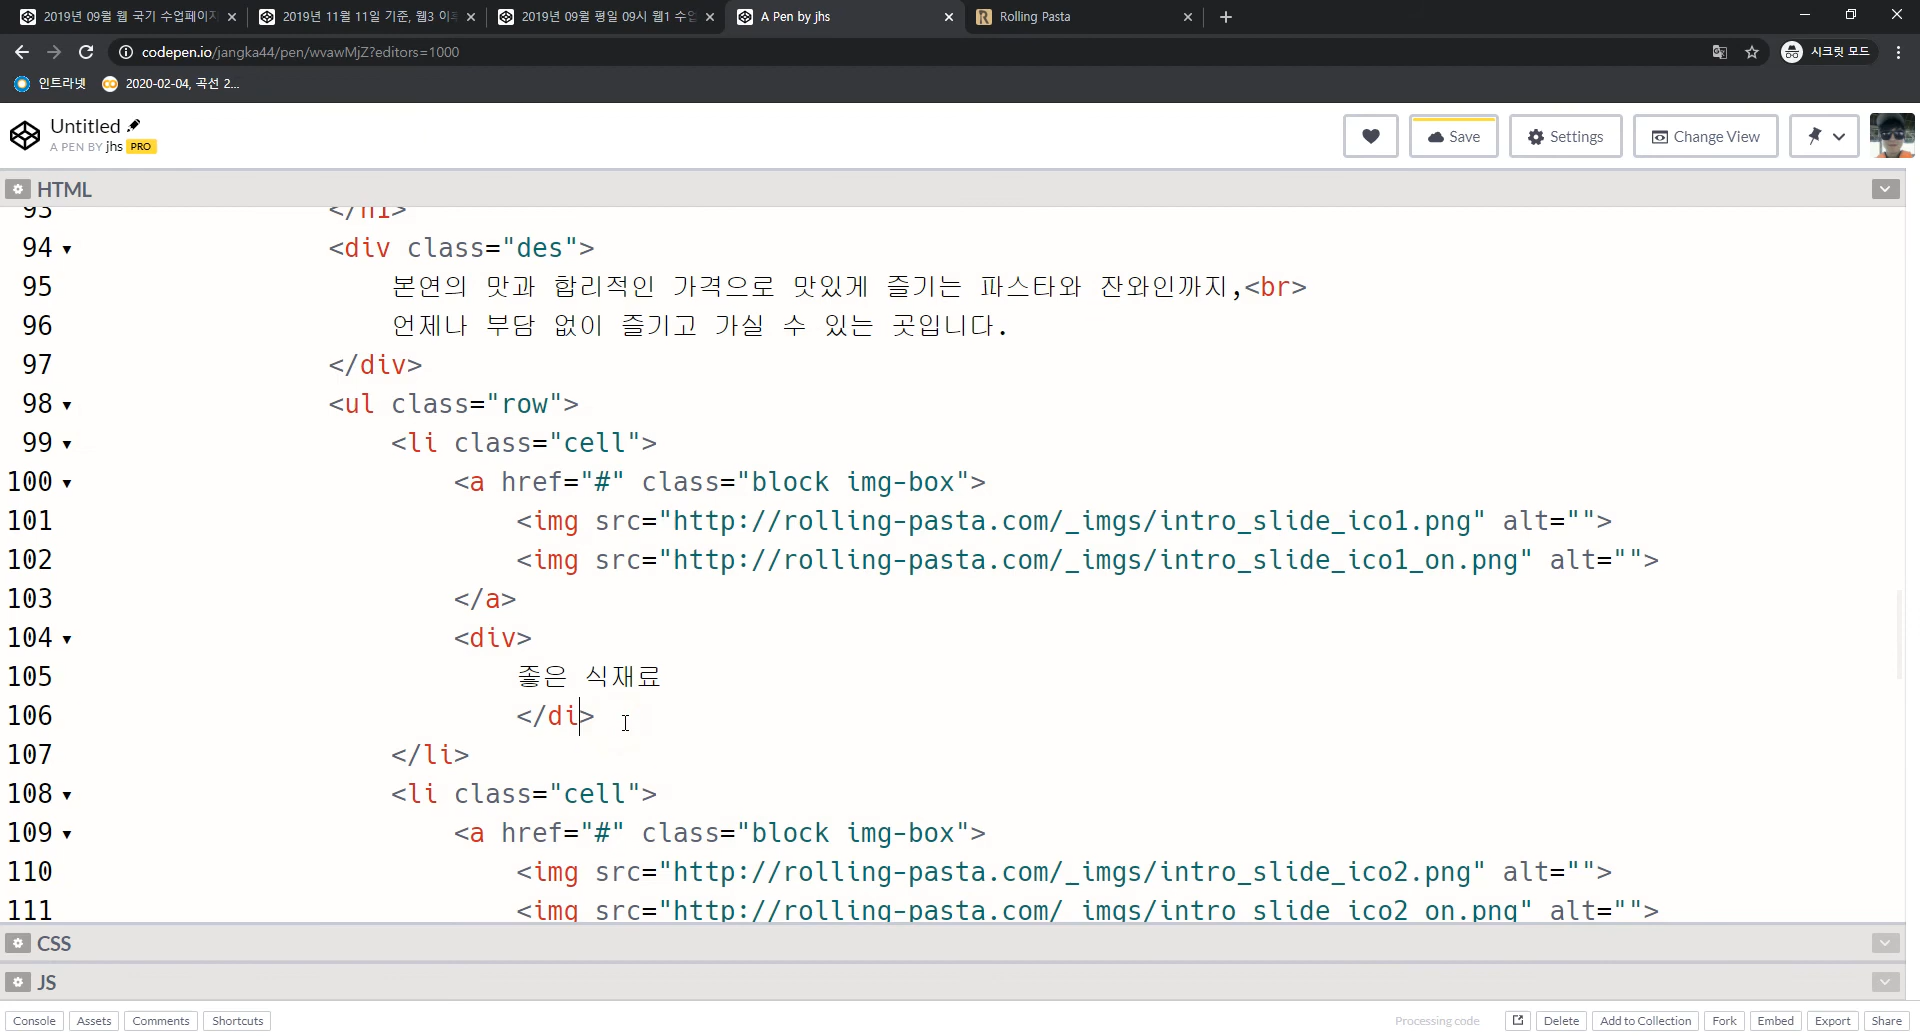 2019년 09월 웹 국기 수업페이지
2019년 11월 11일 기준, 웹3 이
2019년 09월 평일 09시 웹1 수업
A Pen by jhs
Rolling Pasta
codepen.io/jangka44/pen/wvawMjZ?editors=1000
시크릿 모드
인트라넷
2020-02-04, 곡선 2...
Untitled
A PEN BY jhs PRO
Save
Settings
Change View
HTML
93 </h1>
94 <div class="des">
95 본연의 맛과 합리적인 가격으로 맛있게 즐기는 파스타와 잔와인까지,<br>
96 언제나 부담 없이 즐기고 가실 수 있는 곳입니다.
97 </div>
98 <ul class="row">
99 <li class="cell">
100 <a href="#" class="block img-box">
101 <img src="http://rolling-pasta.com/_imgs/intro_slide_ico1.png" alt="">
102 <img src="http://rolling-pasta.com/_imgs/intro_slide_ico1_on.png" alt="">
103 </a>
104 <div>
105 좋은 식재료
106 </di>
107 </li>
108 <li class="cell">
109 <a href="#" class="block img-box">
110 <img src="http://rolling-pasta.com/_imgs/intro_slide_ico2.png" alt="">
111 <img src="http://rolling-pasta.com/_imgs/intro_slide_ico2_on.png" alt="">
CSS
JS
Console
Assets
Comments
Shortcuts
Processing code
Delete
Add to Collection
Fork
Embed
Export
Share